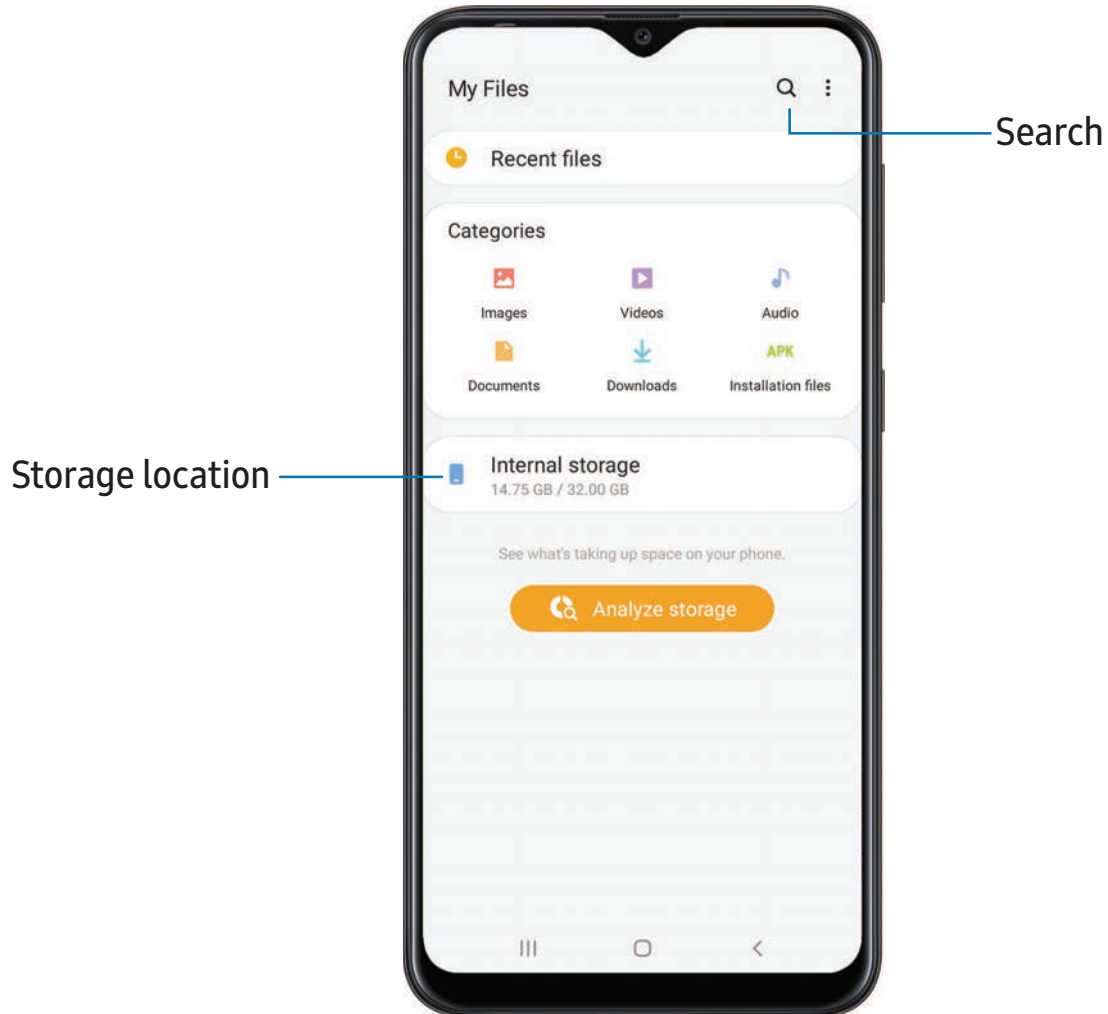 My Files
Search
Recent files
Categories
Images Videos Audio
APK
Documents Downloads Installation files
Storage location
Internal storage
14.75 GB / 32.00 GB
See what's taking up space on your phone.
Analyze storage